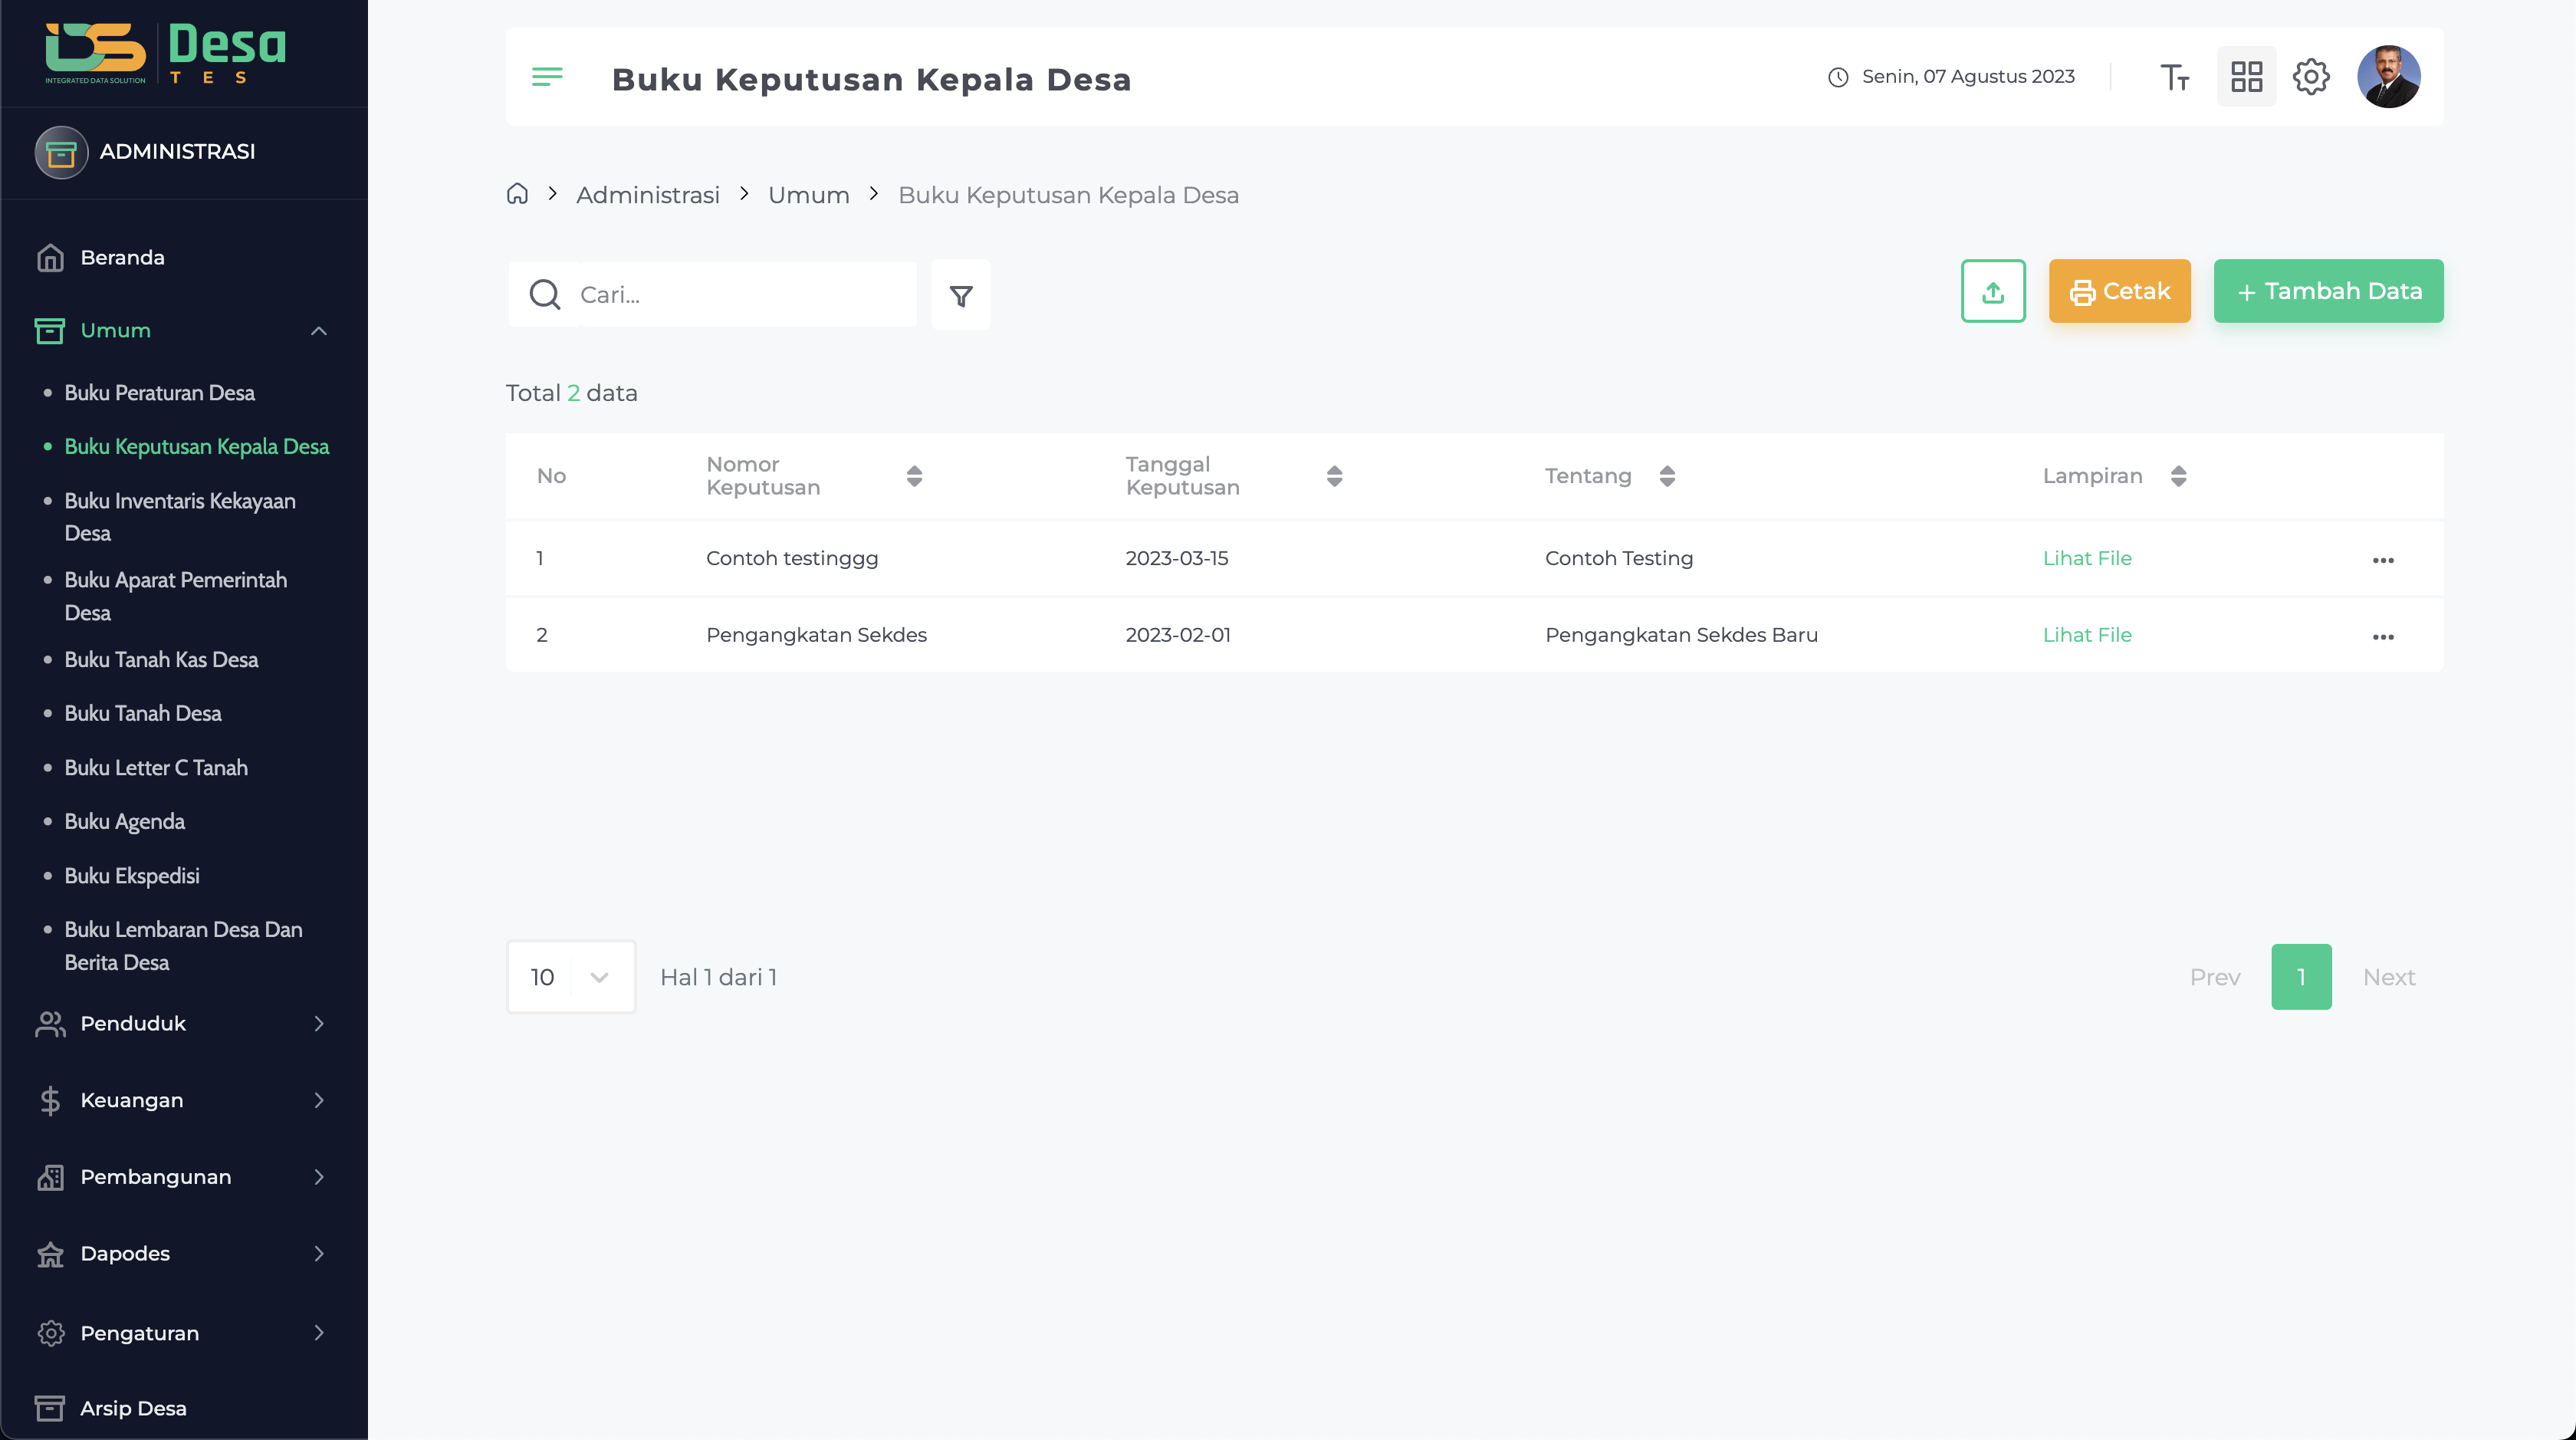 iDS Desa
INTEGRATED DATA SOLUTION TES
ADMINISTRASI
Beranda
Umum
Buku Peraturan Desa
Buku Keputusan Kepala Desa
Buku Inventaris Kekayaan
Desa
Buku Aparat Pemerintah
Desa
Buku Tanah Kas Desa
Buku Tanah Desa
Buku Letter C Tanah
Buku Agenda
Buku Ekspedisi
Buku Lembaran Desa Dan
Berita Desa
Penduduk
Keuangan
Pembangunan
Dapodes
Pengaturan
Arsip Desa
Buku Keputusan Kepala Desa
Senin, 07 Agustus 2023
Administrasi > Umum > Buku Keputusan Kepala Desa
Cari...
Cetak
+ Tambah Data
Total 2 data
No Nomor Keputusan Tanggal Keputusan Tentang Lampiran
1 Contoh testinggg 2023-03-15 Contoh Testing Lihat File
2 Pengangkatan Sekdes 2023-02-01 Pengangkatan Sekdes Baru Lihat File
10 Hal 1 dari 1
Prev 1 Next